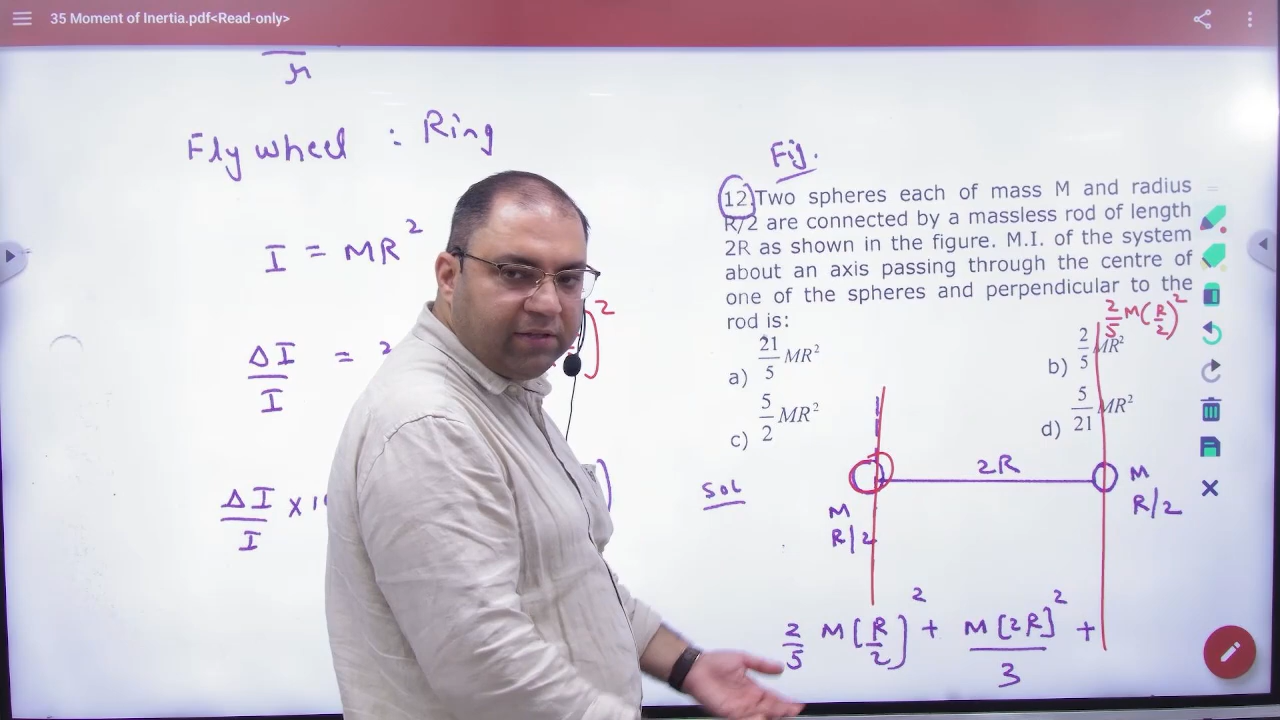 35 Moment of Inertia.pdf<Read-only>
r
Fly wheel : Ring
I = MR²
ΔI/I = 2
]²
ΔI/I × 1
Fig.
12. Two spheres each of mass M and radius
R/2 are connected by a massless rod of length
2R as shown in the figure. M.I. of the system
about an axis passing through the centre of
one of the spheres and perpendicular to the
rod is:
2/5 M(R/2)²
a) 21/5 MR² b) 2/5 MR²
c) 5/2 MR² d) 5/21 MR²
Sol
2R
M M
R/2 R/2
2/5 M[R/2]² + M[2R]²/3 +